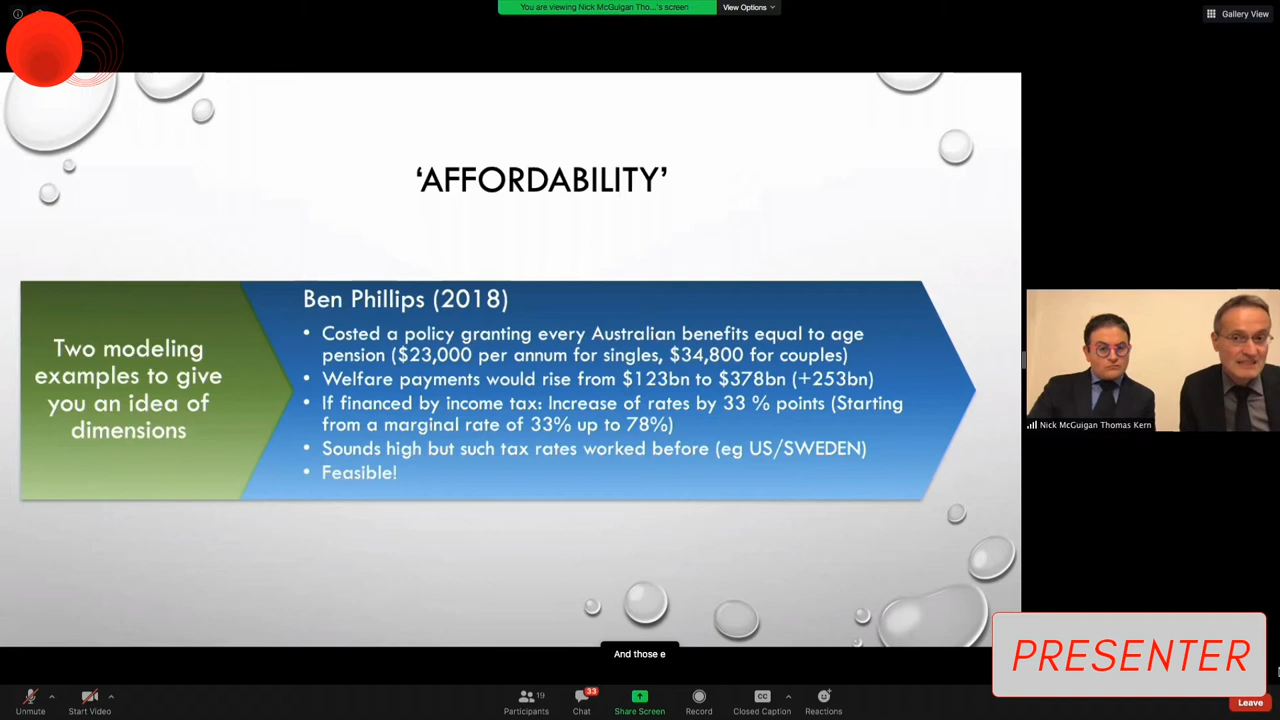 You are viewing Nick McGuigan Tho...'s screen
View Options
Gallery View
‘AFFORDABILITY’
Two modeling
examples to give
you an idea of
dimensions
Ben Phillips (2018)
• Costed a policy granting every Australian benefits equal to age
pension ($23,000 per annum for singles, $34,800 for couples)
• Welfare payments would rise from $123bn to $378bn (+253bn)
• If financed by income tax: Increase of rates by 33 % points (Starting
from a marginal rate of 33% up to 78%)
• Sounds high but such tax rates worked before (eg US/SWEDEN)
• Feasible!
Nick McGuigan Thomas Kern
And those e
PRESENTER
Unmute
Start Video
19
Participants
33
Chat
Share Screen
Record
CC
Closed Caption
Reactions
Leave